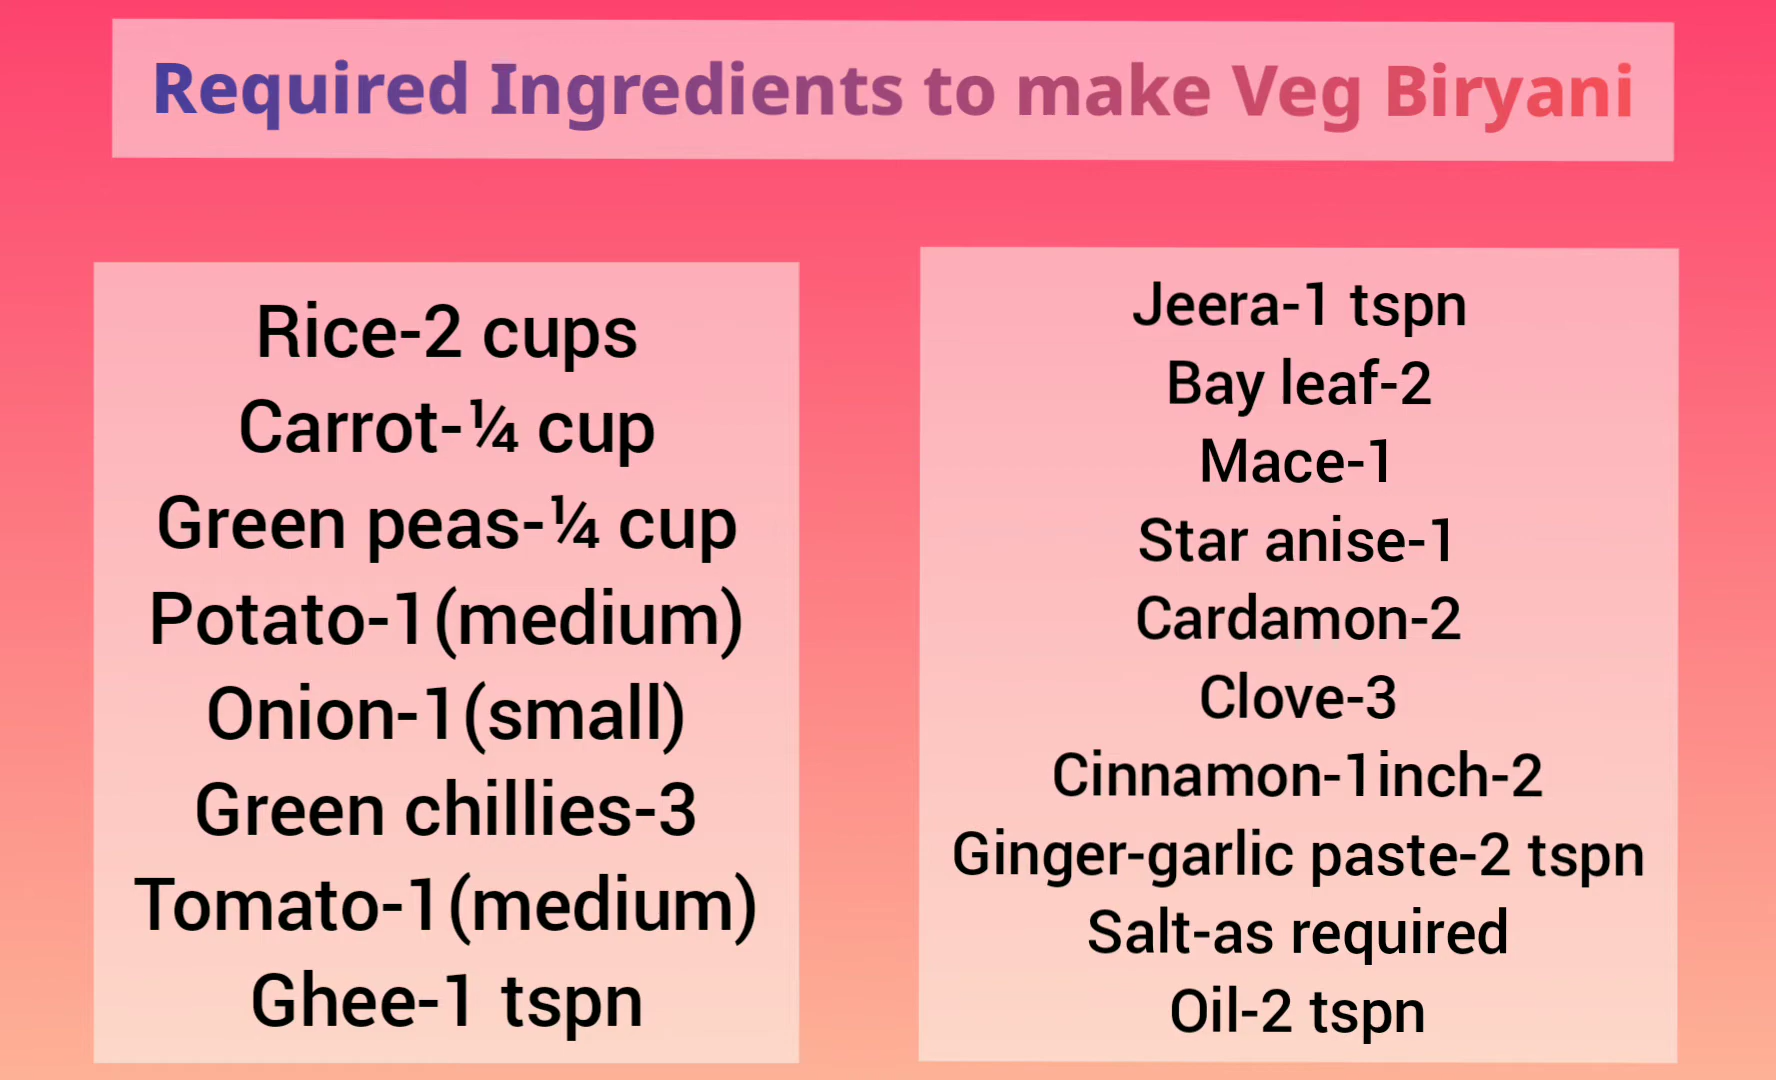 Required Ingredients to make Veg Biryani
Rice-2 cups
Carrot-¼ cup
Green peas-¼ cup
Potato-1(medium)
Onion-1(small)
Green chillies-3
Tomato-1(medium)
Ghee-1 tspn
Jeera-1 tspn
Bay leaf-2
Mace-1
Star anise-1
Cardamon-2
Clove-3
Cinnamon-1inch-2
Ginger-garlic paste-2 tspn
Salt-as required
Oil-2 tspn